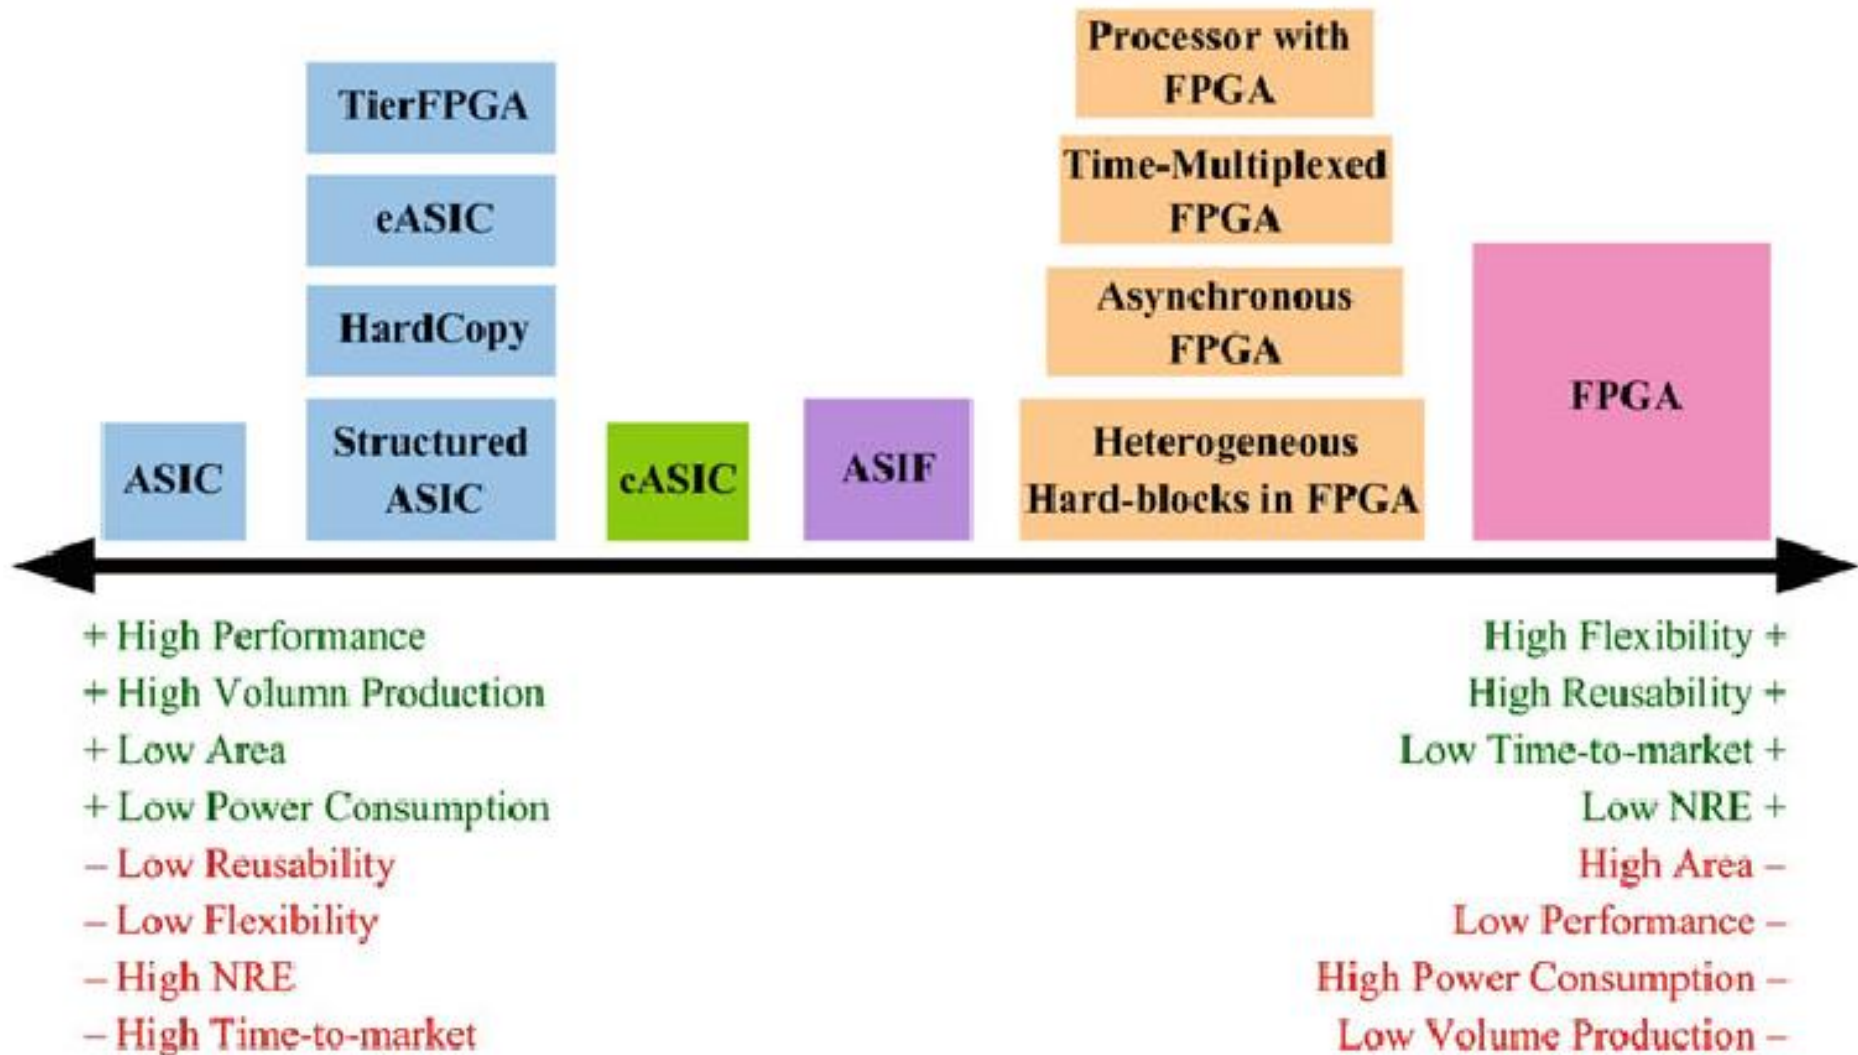 TierFPGA
eASIC
HardCopy
Structured
ASIC
ASIC
cASIC
ASIF
Processor with
FPGA
Time-Multiplexed
FPGA
Asynchronous
FPGA
Heterogeneous
Hard-blocks in FPGA
FPGA
+ High Performance
+ High Volumn Production
+ Low Area
+ Low Power Consumption
– Low Reusability
– Low Flexibility
– High NRE
– High Time-to-market
High Flexibility +
High Reusability +
Low Time-to-market +
Low NRE +
High Area –
Low Performance –
High Power Consumption –
Low Volume Production –